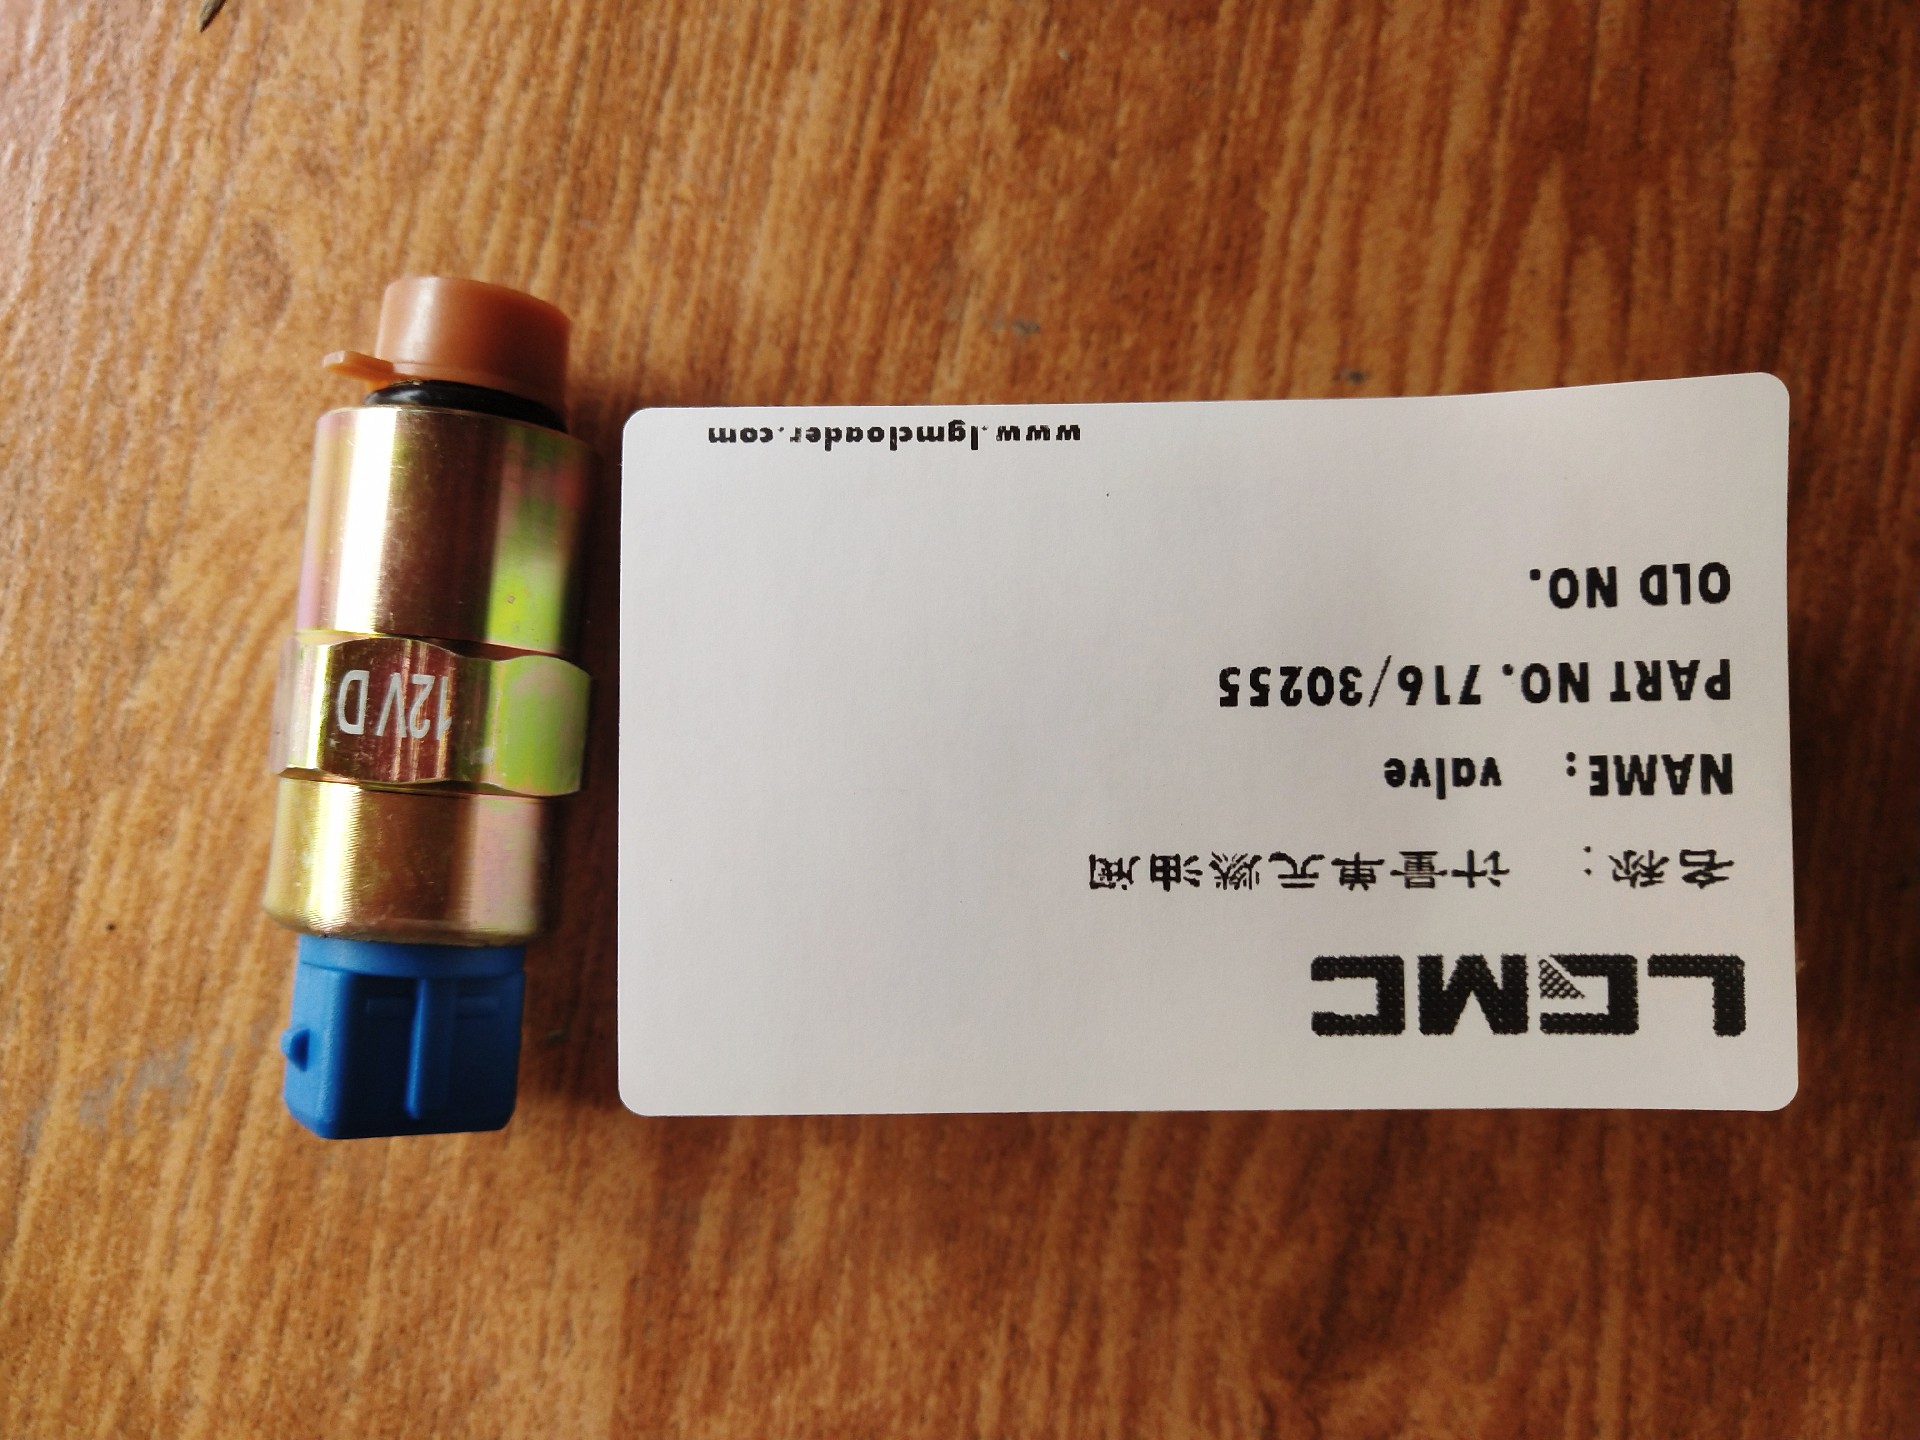 LGMC
名称： 计量单元燃油阀
NAME: valve
PART NO. 716/30255
OLD NO.
www.lgmcloader.com
12V D